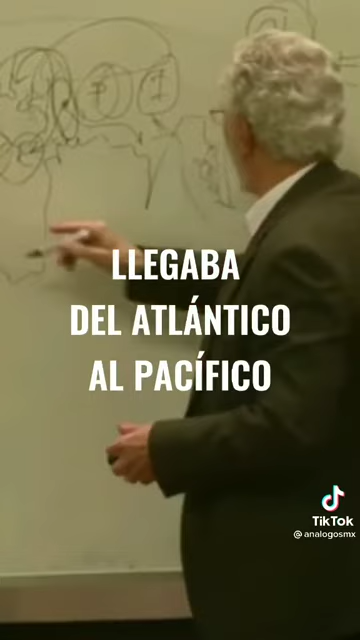 LLEGABA
DEL ATLÁNTICO
AL PACÍFICO
TikTok
@analogosmx